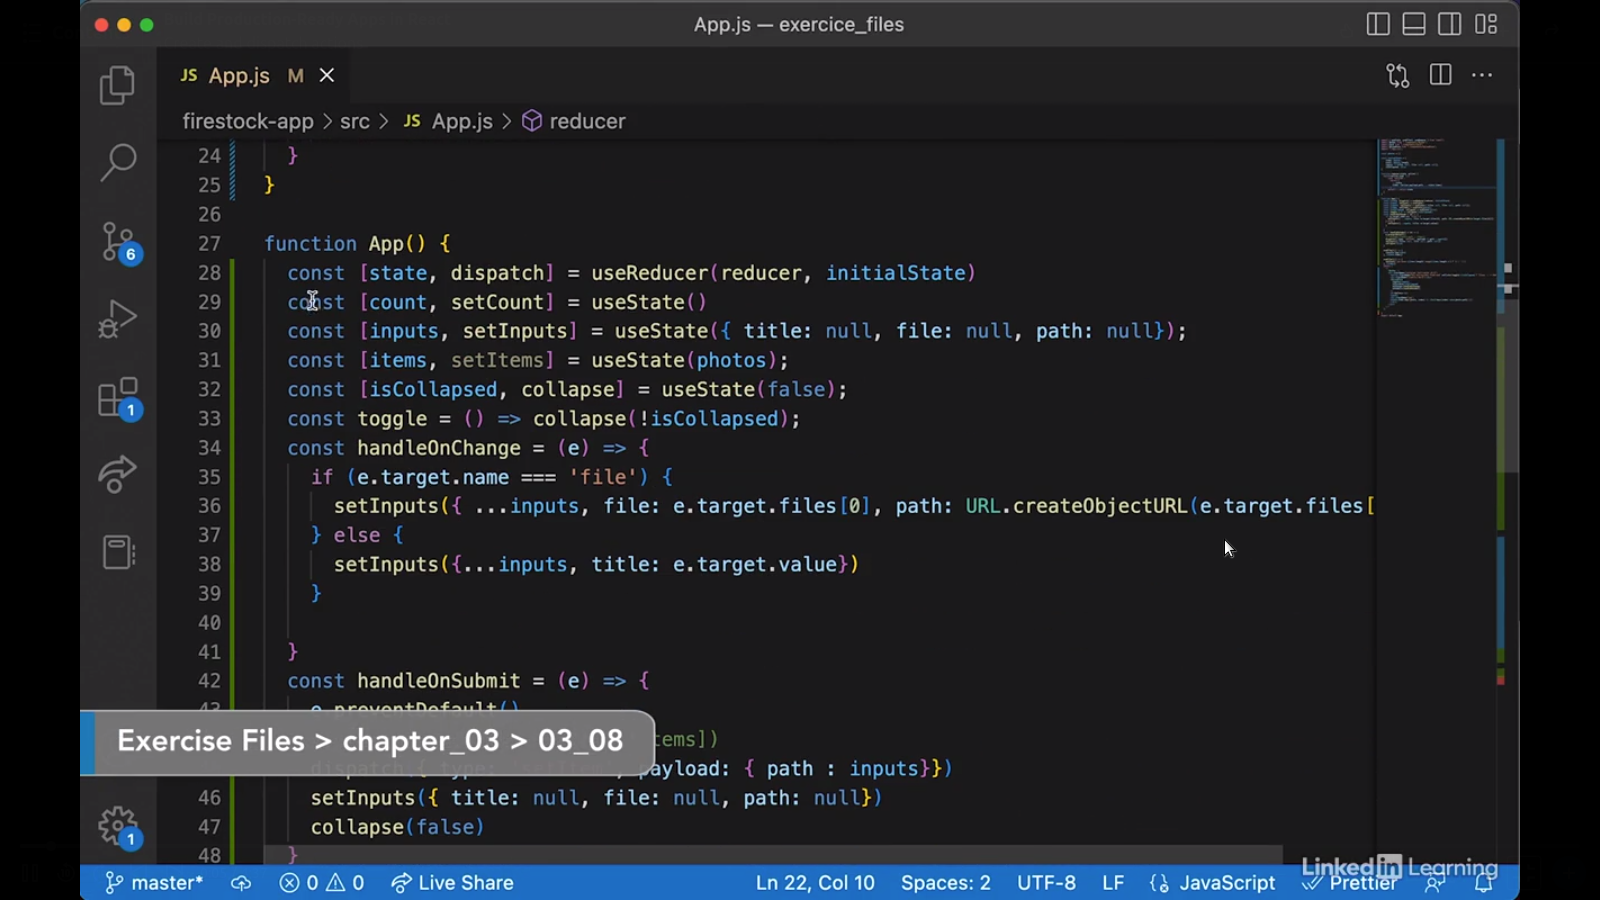 App.js — exercice_files
JS App.js M
firestock-app > src > JS App.js > reducer
24 }
25 }
26
27 function App() {
28 const [state, dispatch] = useReducer(reducer, initialState)
29 const [count, setCount] = useState()
30 const [inputs, setInputs] = useState({ title: null, file: null, path: null});
31 const [items, setItems] = useState(photos);
32 const [isCollapsed, collapse] = useState(false);
33 const toggle = () => collapse(!isCollapsed);
34 const handleOnChange = (e) => {
35 if (e.target.name === 'file') {
36 setInputs({ ...inputs, file: e.target.files[0], path: URL.createObjectURL(e.target.files[
37 } else {
38 setInputs({...inputs, title: e.target.value})
39 }
40
41 }
42 const handleOnSubmit = (e) => {
43 e.preventDefault()
tems])
dispatch({ type: payload: { path : inputs}})
46 setInputs({ title: null, file: null, path: null})
47 collapse(false)
48 }
Exercise Files > chapter_03 > 03_08
6
1
1
LinkedIn Learning
master* 0 0 Live Share Ln 22, Col 10 Spaces: 2 UTF-8 LF {} JavaScript Prettier